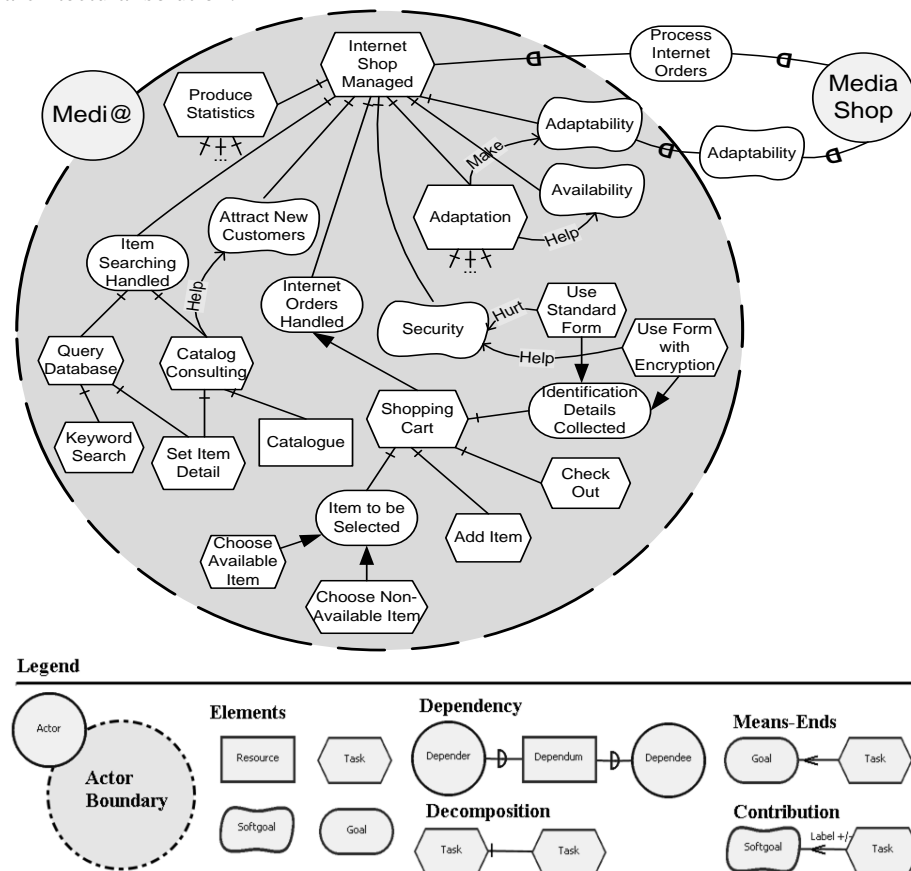 Internet
Shop
Managed
Process
Internet
Orders
Media
Shop
Medi@
Produce
Statistics
...
Adaptability
Adaptability
Make
Availability
Adaptation
Help
...
Attract New
Customers
Item
Searching
Handled
Help
Internet
Orders
Handled
Security
Hurt
Use
Standard
Form
Help
Use Form
with
Encryption
Query
Database
Catalog
Consulting
Shopping
Cart
Identification
Details
Collected
Keyword
Search
Set Item
Detail
Catalogue
Check
Out
Item to be
Selected
Add Item
Choose
Available
Item
Choose Non-
Available Item
Legend
Actor
Actor
Boundary
Elements
Resource
Task
Softgoal
Goal
Dependency
Depender
D
Dependum
D
Dependee
Decomposition
Task
Task
Means-Ends
Goal
Task
Contribution
Softgoal
Label +/-
Task